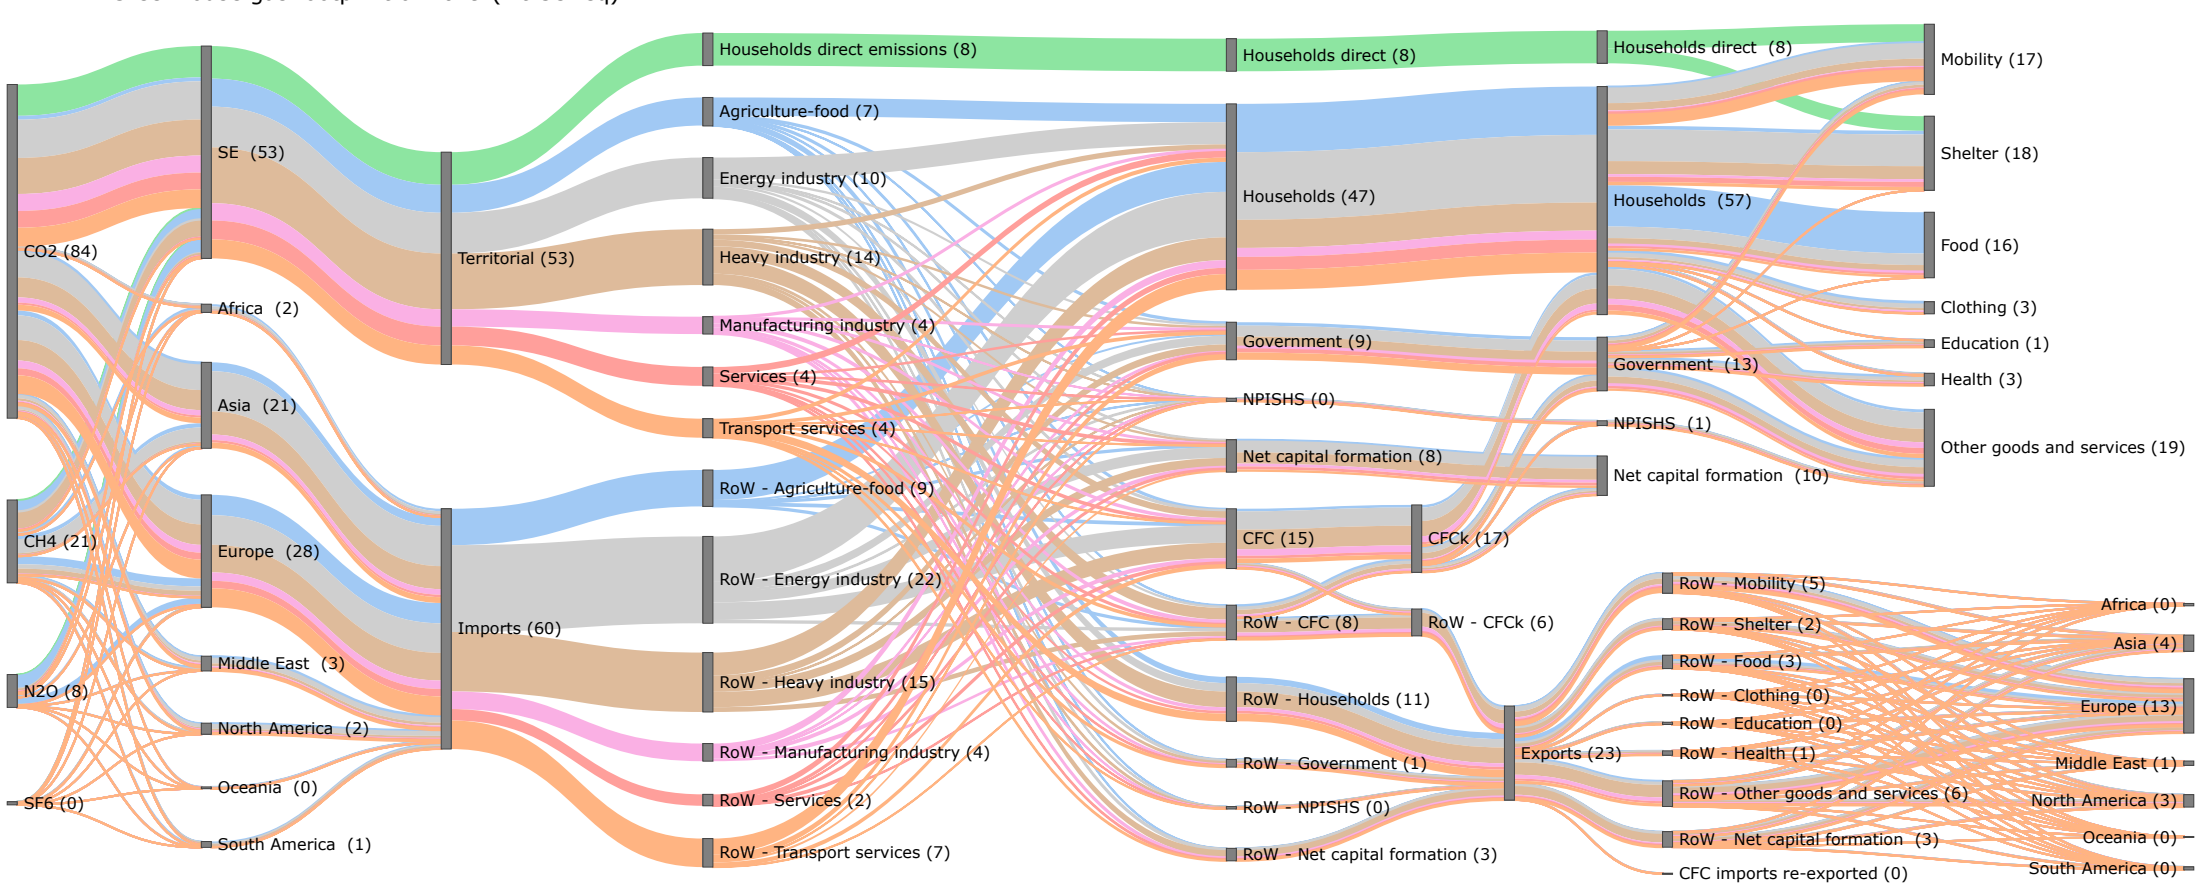 CO2 (84)
CH4 (21)
N2O (8)
SF6 (0)
SE (53)
Africa (2)
Asia (21)
Europe (28)
Middle East (3)
North America (2)
Oceania (0)
South America (1)
Territorial (53)
Imports (60)
Households direct emissions (8)
Agriculture-food (7)
Energy industry (10)
Heavy industry (14)
Manufacturing industry (4)
Services (4)
Transport services (4)
RoW - Agriculture-food (9)
RoW - Energy industry (22)
RoW - Heavy industry (15)
RoW - Manufacturing industry (4)
RoW - Services (2)
RoW - Transport services (7)
Households direct (8)
Households (47)
Government (9)
NPISHS (0)
Net capital formation (8)
CFC (15)
RoW - CFC (8)
RoW - Households (11)
RoW - Government (1)
RoW - NPISHS (0)
RoW - Net capital formation (3)
CFCk (17)
RoW - CFCk (6)
Exports (23)
Households direct (8)
Households (57)
Government (13)
NPISHS (1)
Net capital formation (10)
RoW - Mobility (5)
RoW - Shelter (2)
RoW - Food (3)
RoW - Clothing (0)
RoW - Education (0)
RoW - Health (1)
RoW - Other goods and services (6)
RoW - Net capital formation (3)
CFC imports re-exported (0)
Mobility (17)
Shelter (18)
Food (16)
Clothing (3)
Education (1)
Health (3)
Other goods and services (19)
Africa (0)
Asia (4)
Europe (13)
Middle East (1)
North America (3)
Oceania (0)
South America (0)